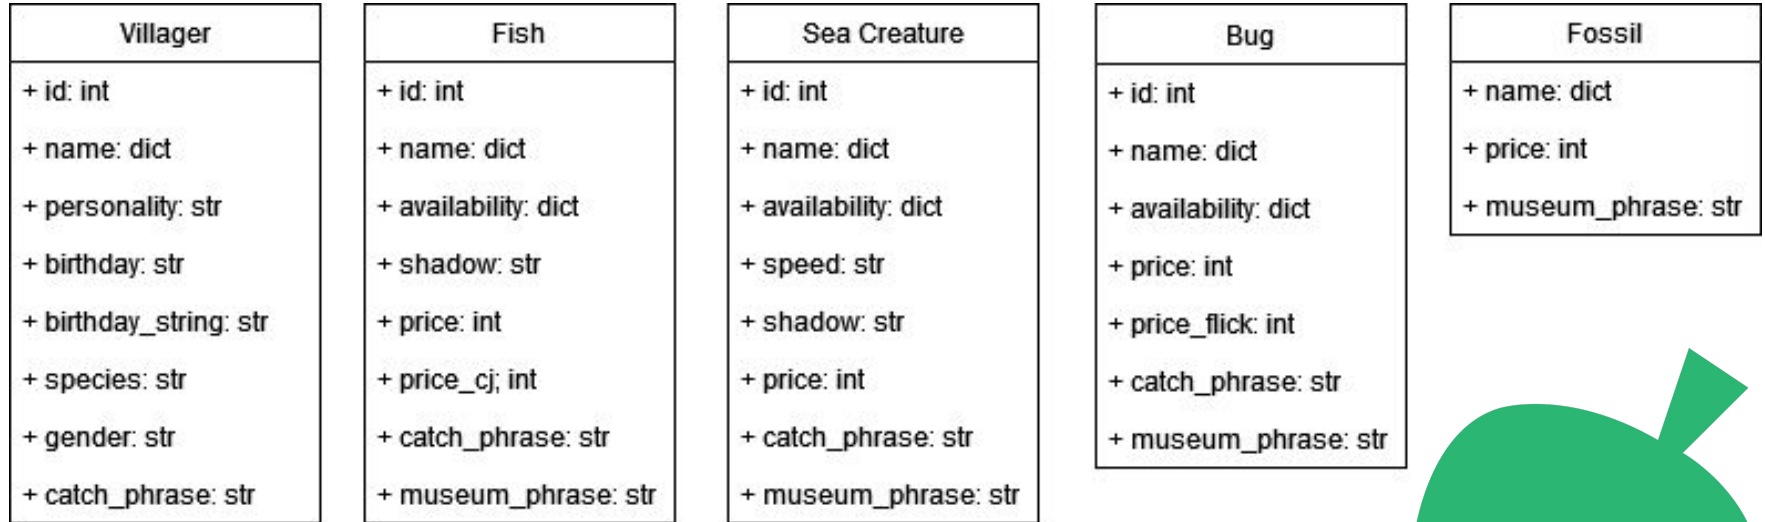 Villager
+ id: int
+ name: dict
+ personality: str
+ birthday: str
+ birthday_string: str
+ species: str
+ gender: str
+ catch_phrase: str
Fish
+ id: int
+ name: dict
+ availability: dict
+ shadow: str
+ price: int
+ price_cj; int
+ catch_phrase: str
+ museum_phrase: str
Sea Creature
+ id: int
+ name: dict
+ availability: dict
+ speed: str
+ shadow: str
+ price: int
+ catch_phrase: str
+ museum_phrase: str
Bug
+ id: int
+ name: dict
+ availability: dict
+ price: int
+ price_flick: int
+ catch_phrase: str
+ museum_phrase: str
Fossil
+ name: dict
+ price: int
+ museum_phrase: str